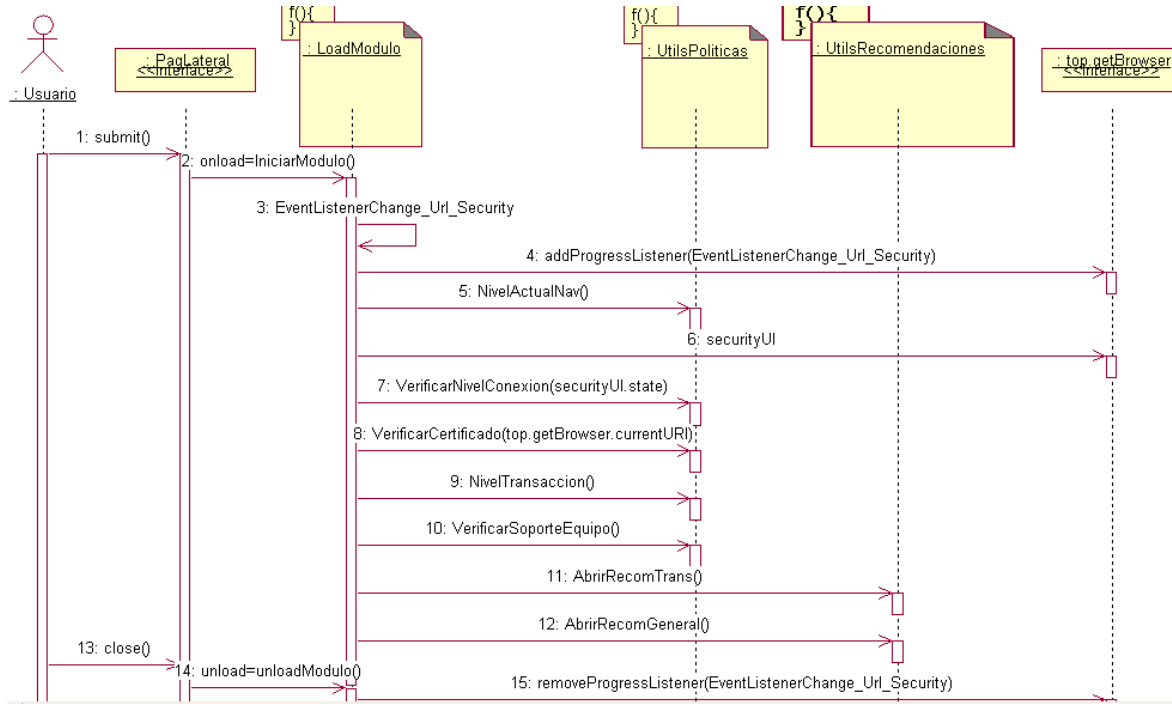 f(){
}
f(){
}
f(){
}
: Usuario
: PagLateral
<<Interface>>
: LoadModulo
: UtilsPoliticas
: UtilsRecomendaciones
: top.getBrowser
<<Interface>>
1: submit()
2: onload=IniciarModulo()
3: EventListenerChange_Url_Security
4: addProgressListener(EventListenerChange_Url_Security)
5: NivelActualNav()
6: securityUI
7: VerificarNivelConexion(securityUI.state)
8: VerificarCertificado(top.getBrowser.currentURI)
9: NivelTransaccion()
10: VerificarSoporteEquipo()
11: AbrirRecomTrans()
12: AbrirRecomGeneral()
13: close()
14: unload=unloadModulo()
15: removeProgressListener(EventListenerChange_Url_Security)